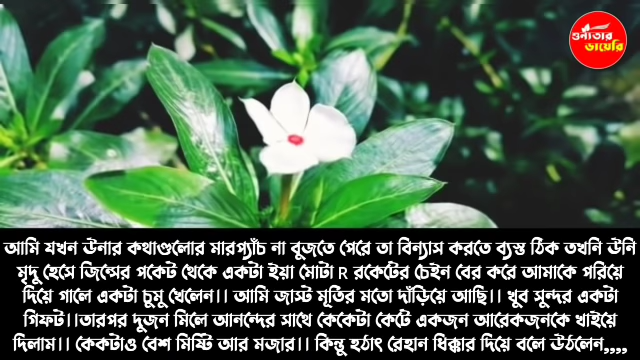 শুন্যতার
ডায়েরি
আমি যখন উনার কথাগুলোর মারপ্যাঁচ না বুজতে পেরে তা বিন্যাস করতে ব্যস্ত ঠিক তখনি উনি
মৃদু হেসে জিন্সের পকেট থেকে একটা ইয়া মোটা R রকেটের চেইন বের করে আমাকে পরিয়ে
দিয়ে গালে একটা চুমু খেলেন।। আমি জাস্ট মূর্তির মতো দাঁড়িয়ে আছি।। খুব সুন্দর একটা
গিফট।।তারপর দুজন মিলে আনন্দের সাথে কেকেটা কেটে একজন আরেকজনকে খাইয়ে
দিলাম।। কেকটাও বেশ মিষ্টি আর মজার।। কিন্তু হঠাৎ রেহান ধিক্কার দিয়ে বলে উঠলেন,,,,